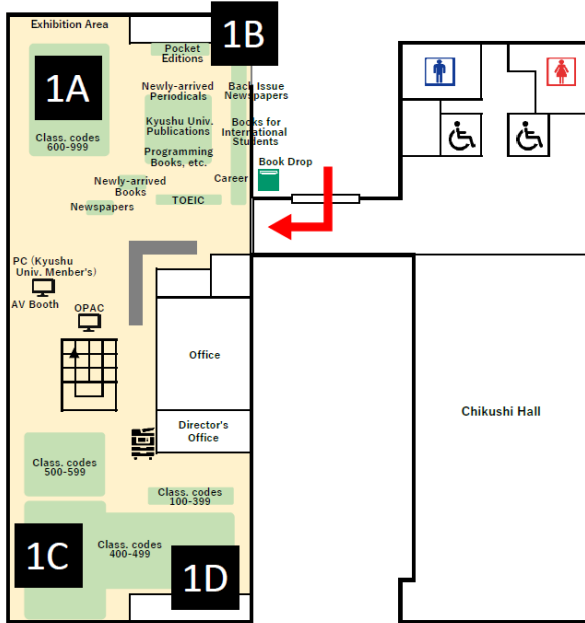 Exhibition Area
1B
Pocket
Editions
1A
Class. codes
600-999
Newly-arrived
Periodicals
Kyushu Univ.
Publications
Programming
Books, etc.
Back Issue
Newspapers
Books for
International
Students
Book Drop
Career
Newly-arrived
Books
TOEIC
Newspapers
PC (Kyushu
Univ. Menber's)
AV Booth
OPAC
Office
Director's
Office
Chikushi Hall
Class. codes
500-599
Class. codes
100-399
1C
Class. codes
400-499
1D